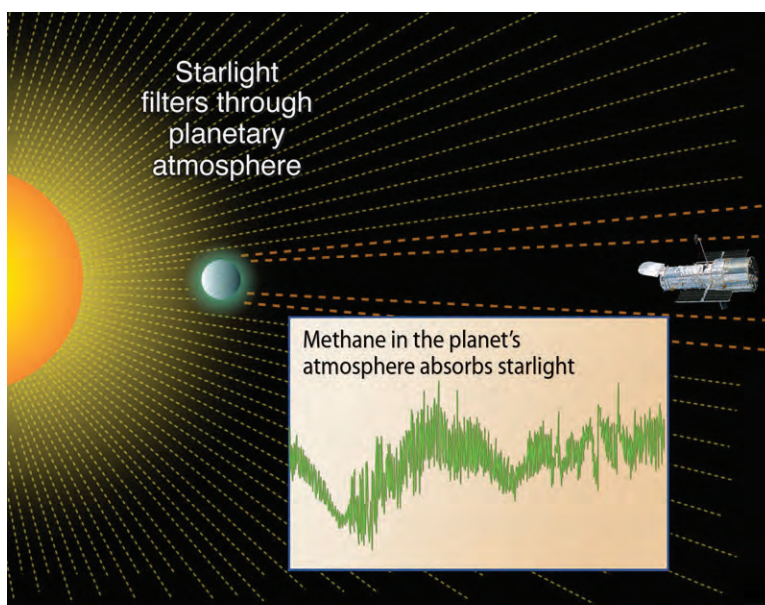 Starlight
filters through
planetary
atmosphere
Methane in the planet's
atmosphere absorbs starlight